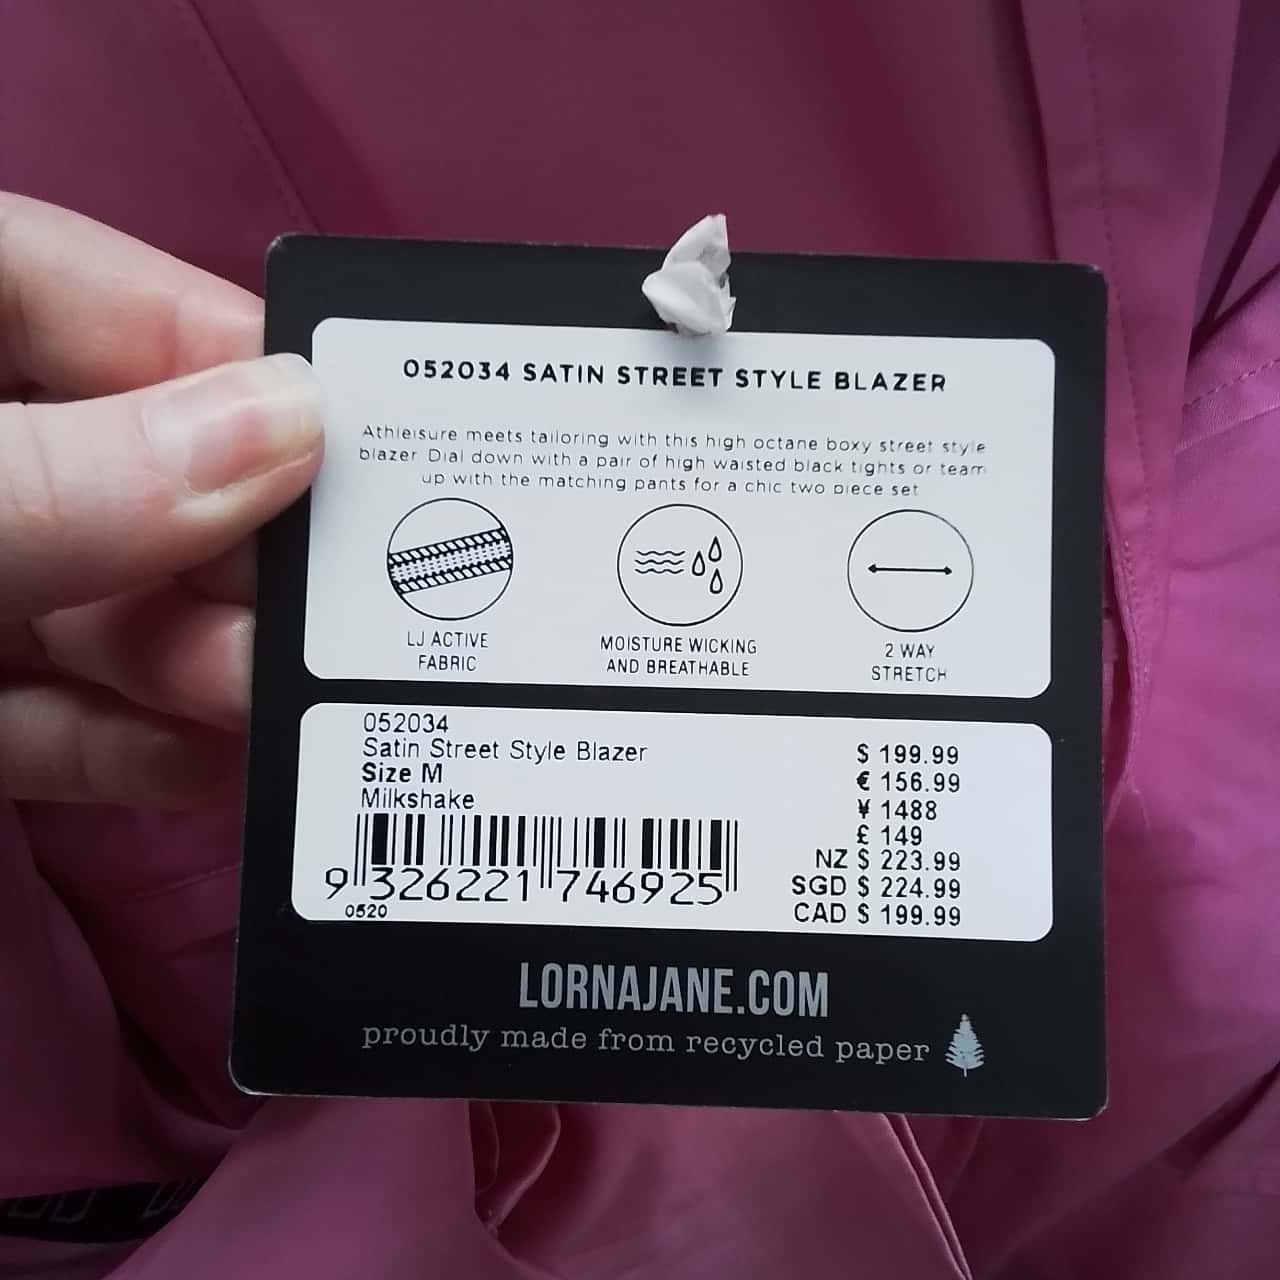 052034 SATIN STREET STYLE BLAZER
Athleisure meets tailoring with this high octane boxy street style
blazer Dial down with a pair of high waisted black tights or team
up with the matching pants for a chic two piece set
LJ ACTIVE
FABRIC
MOISTURE WICKING
AND BREATHABLE
2 WAY
STRETCH
052034
Satin Street Style Blazer
Size M
Milkshake
9 326221 746925
0520
$ 199.99
€ 156.99
¥ 1488
£ 149
NZ $ 223.99
SGD $ 224.99
CAD $ 199.99
LORNAJANE.COM
proudly made from recycled paper